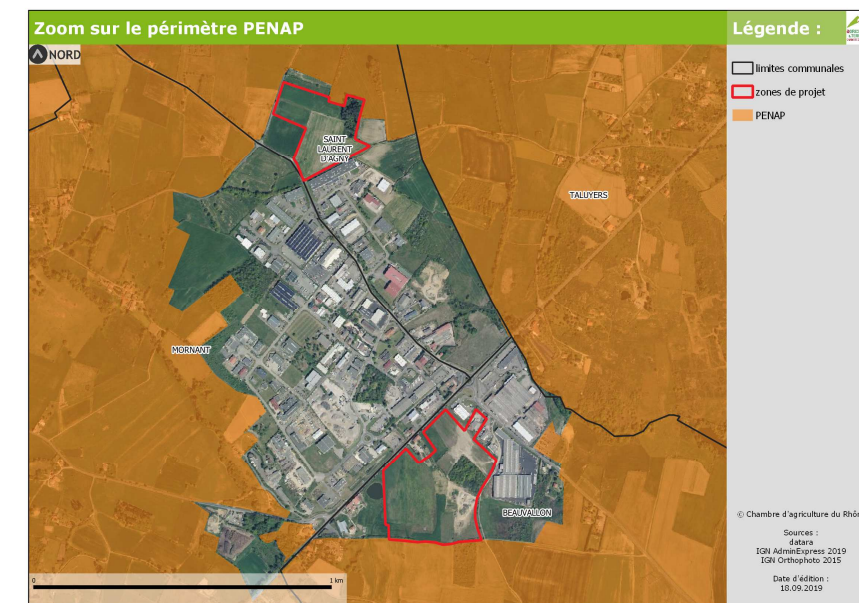 Zoom sur le périmètre PENAP
Légende :
NORD
limites communales
zones de projet
PENAP
SAINT
LAURENT
D'AGNY
TALUYERS
MORNANT
BEAUVALLON
© Chambre d'agriculture du Rhôn
Sources :
datara
IGN AdminExpress 2019
IGN Orthophoto 2015
Date d'édition :
18.09.2019
0
1 km